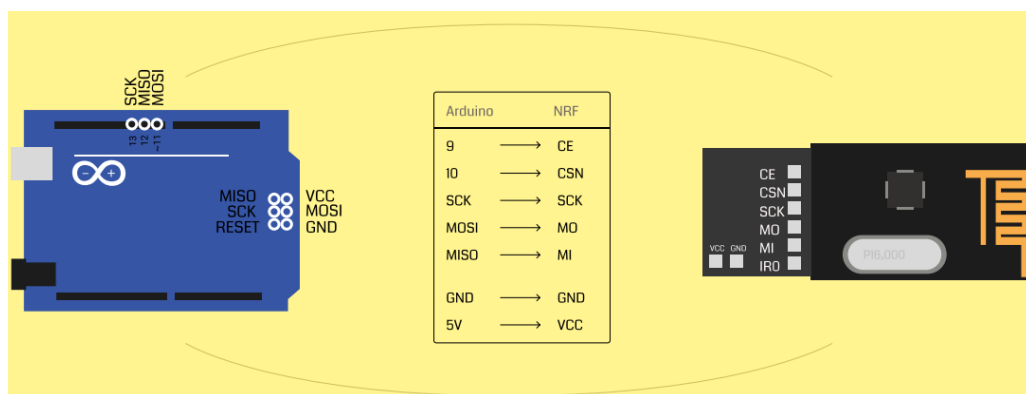 SCK
MISO
MOSI
13
12
~11
MISO VCC
SCK MOSI
RESET GND
Arduino NRF
9 CE
10 CSN
SCK SCK
MOSI MO
MISO MI
GND GND
5V VCC
CE
CSN
SCK
MO
MI
IR0
VCC GND
PI6,000